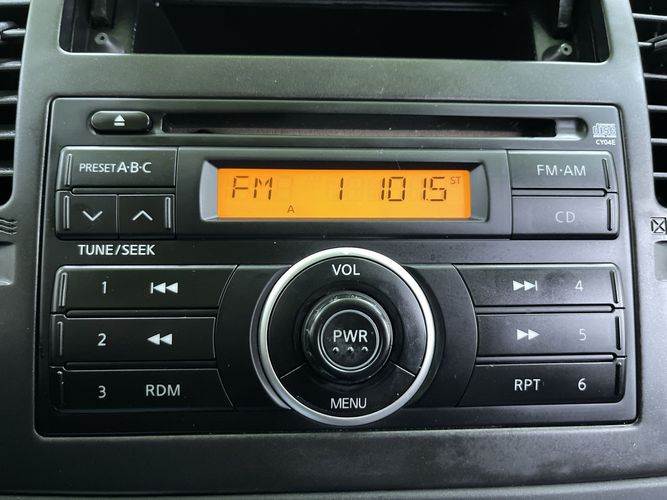 CY04E
PRESET A·B·C
FM 1 101.5 ST
A
FM·AM
CD
TUNE/SEEK
VOL
1
4
2
PWR
5
3 RDM
RPT 6
MENU